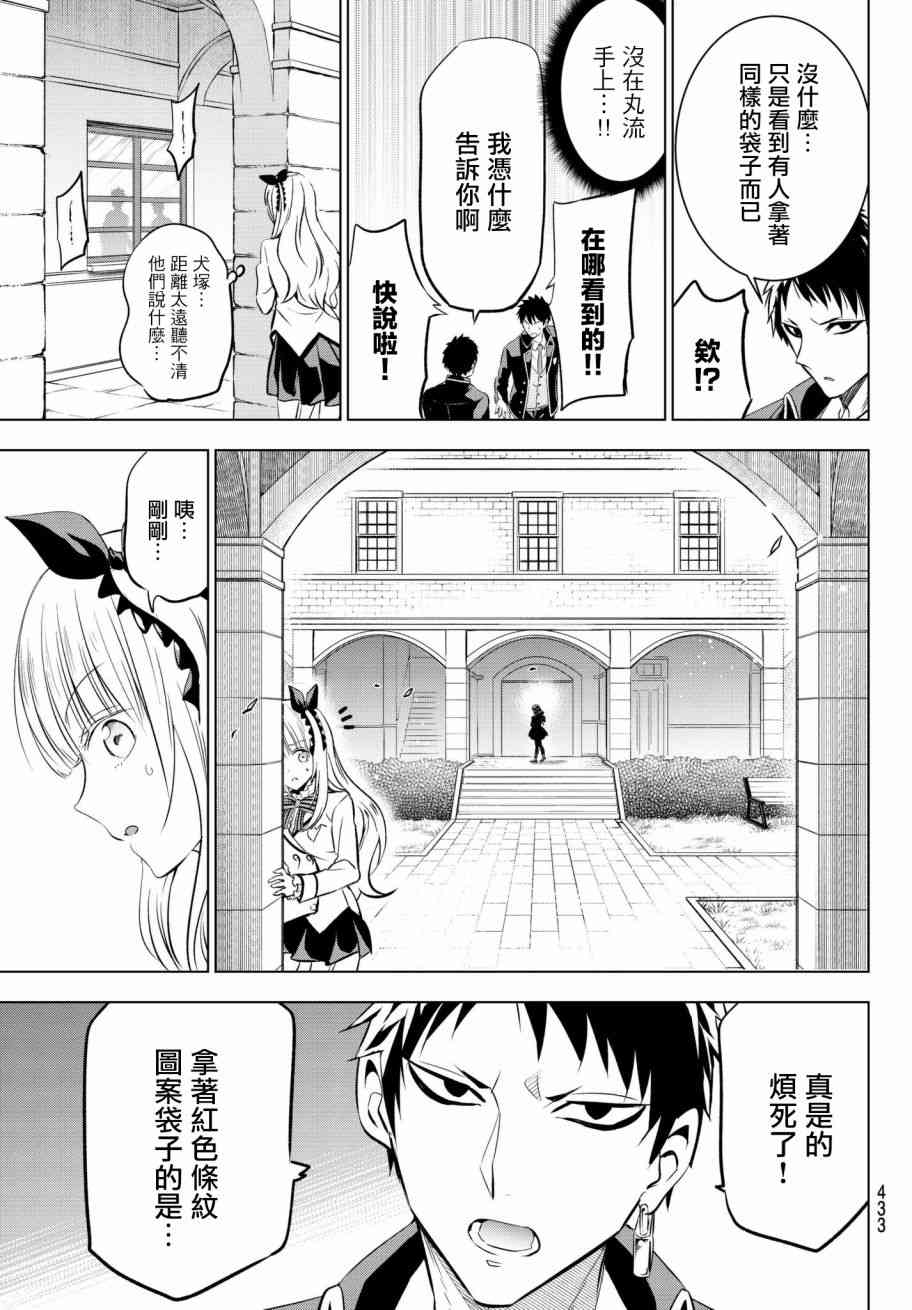 沒什麼…
只是看到有人拿著
同樣的袋子而已
欸!?
沒在丸流
手上…!!
在哪看到的!!
我憑什麼
告訴你啊
快說啦!
…
…
犬塚…
距離太遠聽不清
他們說什麼…
咦…
剛剛…
真是的
煩死了!
拿著紅色條紋
圖案袋子的是…
433